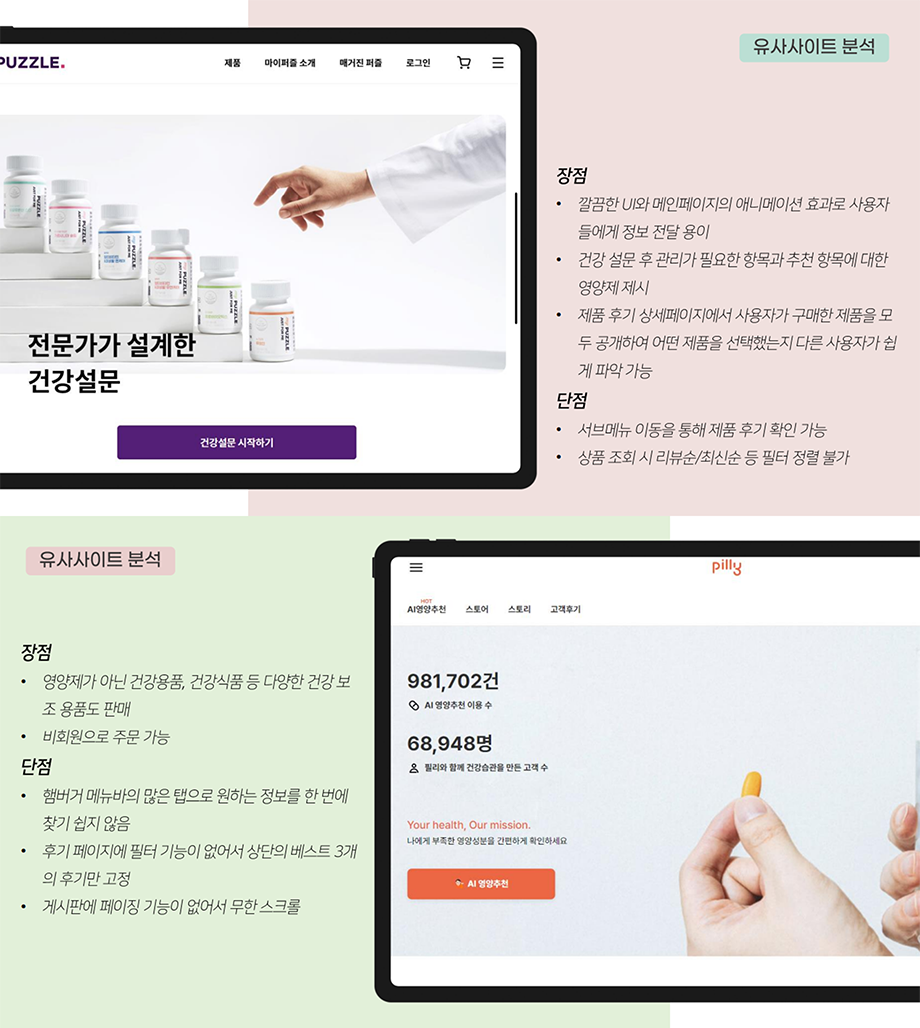 유사사이트 분석
PUZZLE.
제품 마이퍼즐 소개 매거진 퍼즐 로그인
전문가가 설계한
건강설문
건강설문 시작하기
장점
• 깔끔한 UI와 메인페이지의 애니메이션 효과로 사용자
들에게 정보 전달 용이
• 건강 설문 후 관리가 필요한 항목과 추천 항목에 대한
영양제 제시
• 제품 후기 상세페이지에서 사용자가 구매한 제품을 모
두 공개하여 어떤 제품을 선택했는지 다른 사용자가 쉽
게 파악 가능
단점
• 서브메뉴 이동을 통해 제품 후기 확인 가능
• 상품 조회 시 리뷰순/최신순 등 필터 정렬 불가
유사사이트 분석
장점
• 영양제가 아닌 건강용품, 건강식품 등 다양한 건강 보
조 용품도 판매
• 비회원으로 주문 가능
단점
• 햄버거 메뉴바의 많은 탭으로 원하는 정보를 한 번에
찾기 쉽지 않음
• 후기 페이지에 필터 기능이 없어서 상단의 베스트 3개
의 후기만 고정
• 게시판에 페이징 기능이 없어서 무한 스크롤
pilly
HOT
AI영양추천 스토어 스토리 고객후기
981,702건
AI 영양추천 이용 수
68,948명
필리와 함께 건강습관을 만든 고객 수
Your health, Our mission.
나에게 부족한 영양성분을 간편하게 확인하세요
AI 영양추천